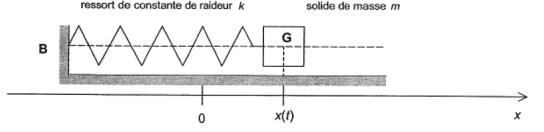 ressort de constante de raideur k solide de masse m
G
B
0 x(t) x